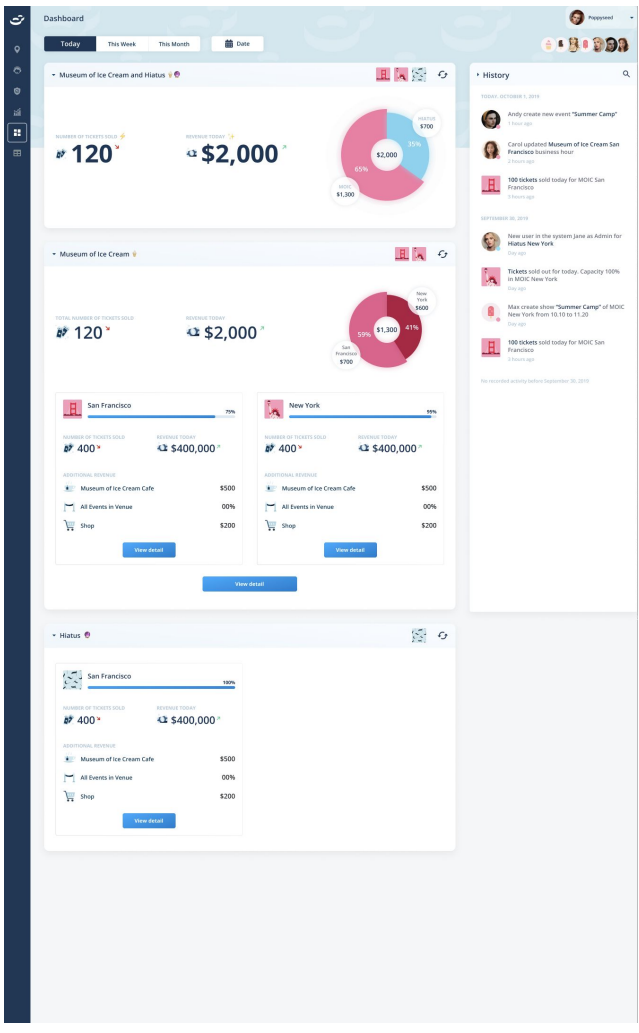 Dashboard
Poppyseed
Today
This Week
This Month
Date
Museum of Ice Cream and Hiatus
NUMBER OF TICKETS SOLD
120
REVENUE TODAY
$2,000
HIATUS
$700
35%
$2,000
65%
MOIC
$1,300
Museum of Ice Cream
TOTAL NUMBER OF TICKETS SOLD
120
REVENUE TODAY
$2,000
New
York
$600
41%
$1,300
59%
San
Francisco
$700
San Francisco
75%
NUMBER OF TICKETS SOLD
400
REVENUE TODAY
$400,000
ADDITIONAL REVENUE
Museum of Ice Cream Cafe
$500
All Events in Venue
00%
Shop
$200
View detail
New York
95%
NUMBER OF TICKETS SOLD
400
REVENUE TODAY
$400,000
ADDITIONAL REVENUE
Museum of Ice Cream Cafe
$500
All Events in Venue
00%
Shop
$200
View detail
View detail
Hiatus
San Francisco
100%
NUMBER OF TICKETS SOLD
400
REVENUE TODAY
$400,000
ADDITIONAL REVENUE
Museum of Ice Cream Cafe
$500
All Events in Venue
00%
Shop
$200
View detail
History
TODAY, OCTOBER 1, 2019
Andy create new event "Summer Camp"
1 hour ago
Carol updated Museum of Ice Cream San
Francisco business hour
2 hours ago
100 tickets sold today for MOIC San
Francisco
3 hours ago
SEPTEMBER 30, 2019
New user in the system Jane as Admin for
Hiatus New York
Day ago
Tickets sold out for today. Capacity 100%
in MOIC New York
Day ago
Max create show "Summer Camp" of MOIC
New York from 10.10 to 11.20
Day ago
100 tickets sold today for MOIC San
Francisco
3 hours ago
No recorded activity before September 30, 2019